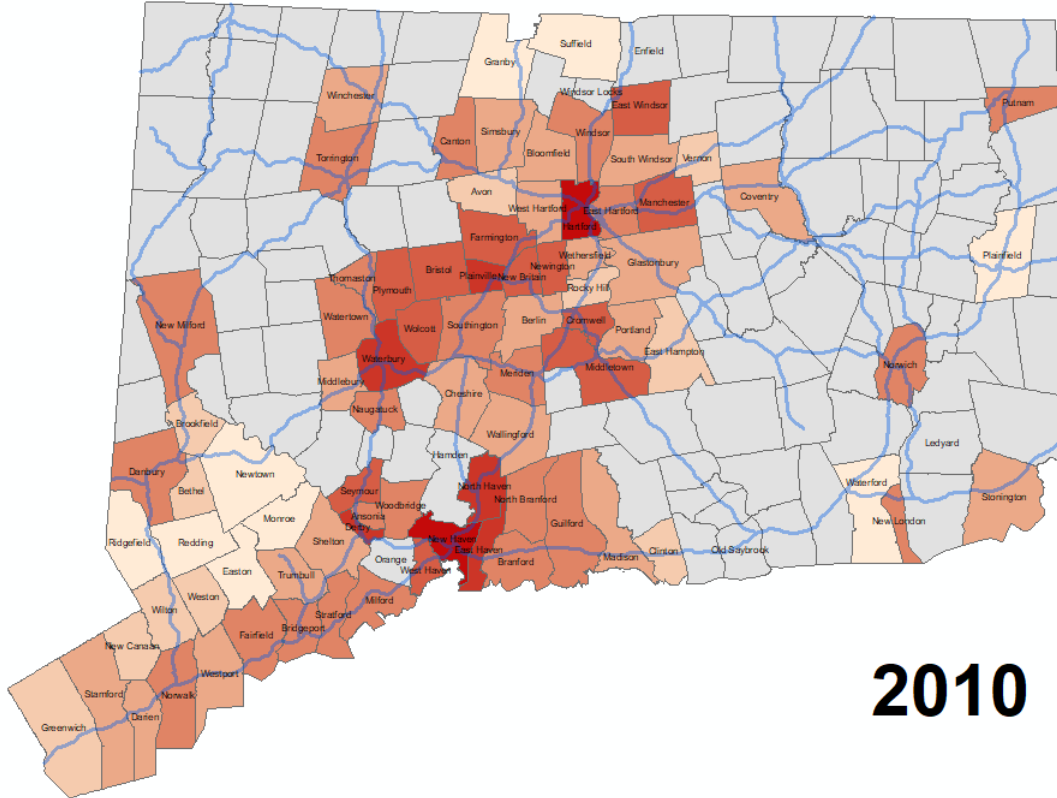 Suffield
Enfield
Granby
Windsor Locks
Winchester
East Windsor
Putnam
Canton
Simsbury
Windsor
Bloomfield
Torrington
South Windsor
Vernon
Avon
Coventry
West Hartford
East Hartford
Manchester
Hartford
Farmington
Wethersfield
Plainfield
Newington
Glastonbury
Bristol
Plainville
New Britain
Thomaston
Plymouth
Rocky Hill
Watertown
New Milford
Wolcott
Southington
Berlin
Cromwell
Portland
East Hampton
Waterbury
Norwich
Middletown
Meriden
Middlebury
Cheshire
Naugatuck
Brookfield
Wallingford
Ledyard
Hamden
Danbury
Newtown
Waterford
North Haven
Bethel
Seymour
North Branford
Stonington
Woodbridge
Ansonia
Monroe
Guilford
New London
Derby
New Haven
Ridgefield
Redding
Shelton
East Haven
Clinton
Old Saybrook
Madison
Orange
Branford
Easton
West Haven
Trumbull
Weston
Milford
Wilton
Stratford
Bridgeport
Fairfield
New Canaan
Westport
Stamford
Norwalk
2010
Darien
Greenwich